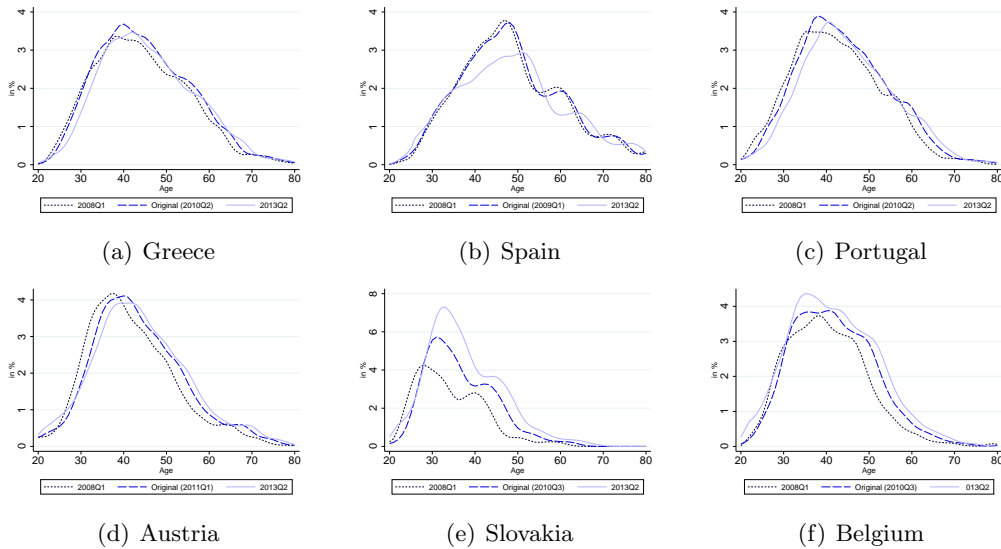 0 1 2 3 4
in %
20 30 40 50 60 70 80
Age
2008Q1 Original (2010Q2) 2013Q2
(a) Greece
0 1 2 3 4
in %
20 30 40 50 60 70 80
Age
2008Q1 Original (2009Q1) 2013Q2
(b) Spain
0 1 2 3 4
in %
20 30 40 50 60 70 80
Age
2008Q1 Original (2010Q2) 2013Q2
(c) Portugal
0 1 2 3 4
in %
20 30 40 50 60 70 80
Age
2008Q1 Original (2011Q1) 2013Q2
(d) Austria
0 2 4 6 8
in %
20 30 40 50 60 70 80
Age
2008Q1 Original (2010Q3) 2013Q2
(e) Slovakia
0 1 2 3 4
in %
20 30 40 50 60 70 80
Age
2008Q1 Original (2010Q3) 013Q2
(f) Belgium